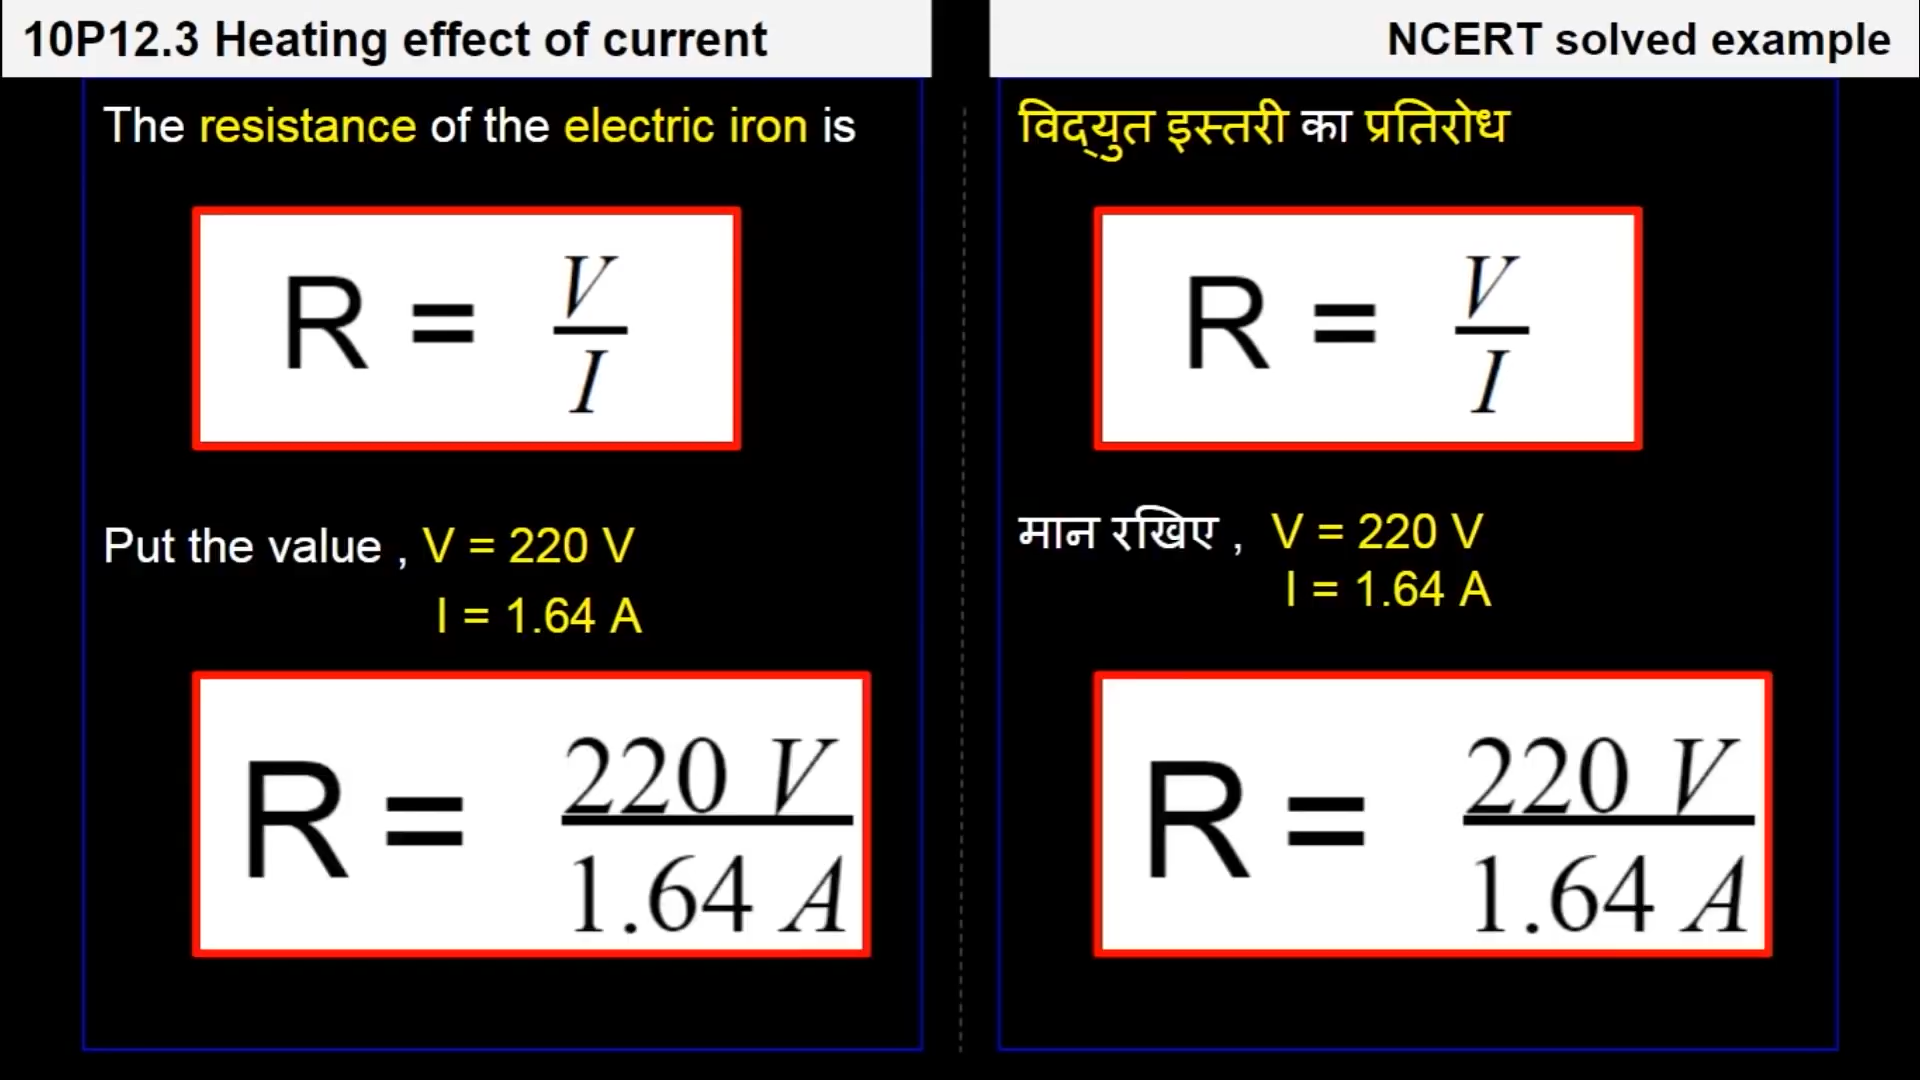 10P12.3 Heating effect of current
NCERT solved example
The resistance of the electric iron is
R = V
I
Put the value , V = 220 V
I = 1.64 A
R = 220 V
1.64 A
विद्युत इस्तरी का प्रतिरोध
R = V
I
मान रखिए , V = 220 V
I = 1.64 A
R = 220 V
1.64 A